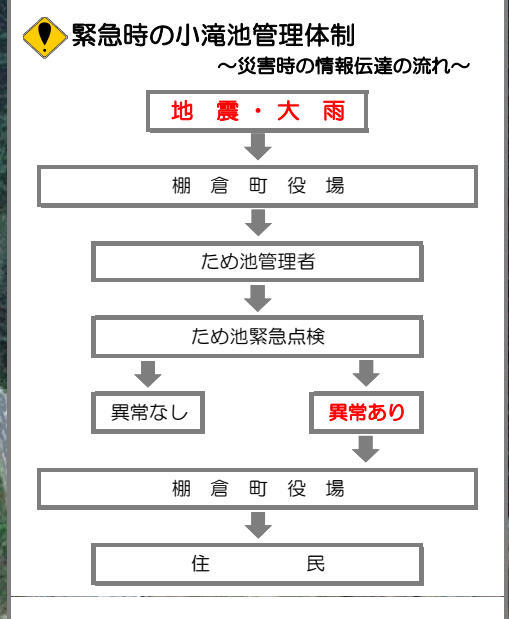 緊急時の小滝池管理体制
～災害時の情報伝達の流れ～
地　震・大　雨
棚　倉　町　役　場
ため池管理者
ため池緊急点検
異常なし　異常あり
棚　倉　町　役　場
住　　　　　民